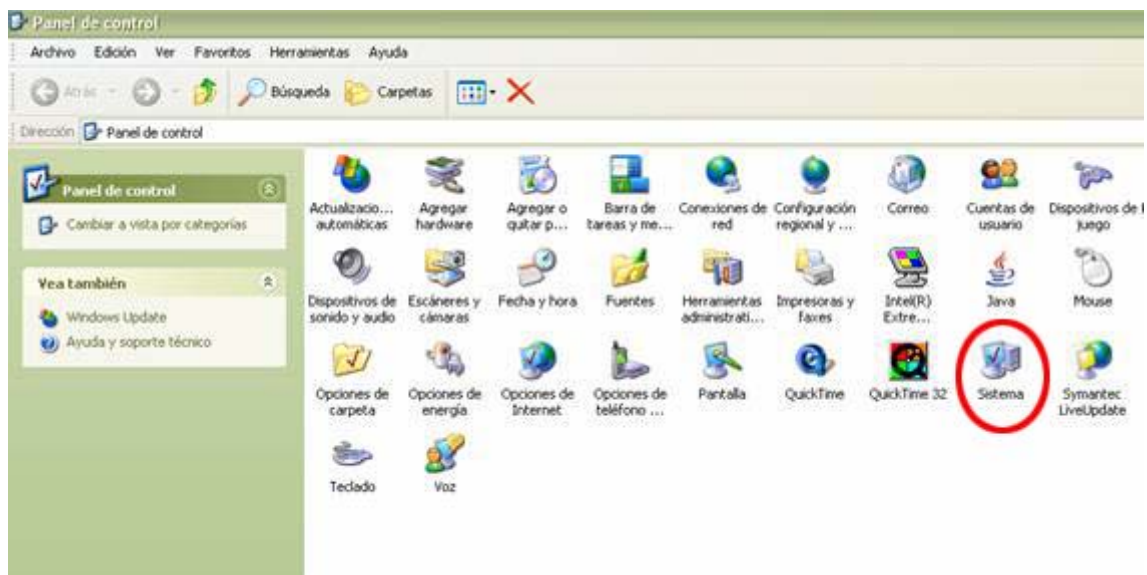 Panel de control
Archivo Edición Ver Favoritos Herramientas Ayuda
Atrás Búsqueda Carpetas
Dirección Panel de control
Panel de control
Cambiar a vista por categorías
Vea también
Windows Update
Ayuda y soporte técnico
Actualizacio... Agregar Agregar o Barra de Conexiones de Configuración Correo Cuentas de Dispositivos de
automáticas hardware quitar p... tareas y me... red regional y ... usuario juego
Dispositivos de Escáneres y Fecha y hora Fuentes Herramientas Impresoras y Intel(R) Java Mouse
sonido y audio cámaras administrati... faxes Extre...
Opciones de Opciones de Opciones de Opciones de Pantalla QuickTime QuickTime 32 Sistema Symantec
carpeta energía Internet teléfono ... LiveUpdate
Teclado Voz